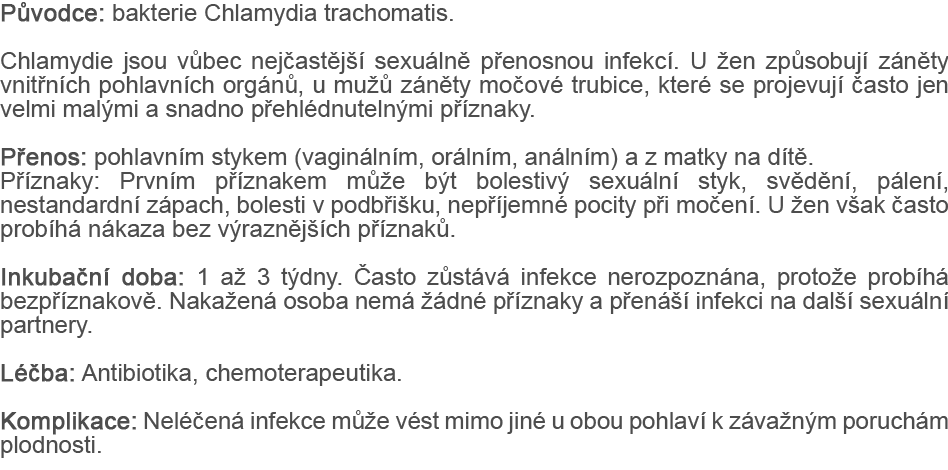 Původce: bakterie Chlamydia trachomatis.
Chlamydie jsou vůbec nejčastější sexuálně přenosnou infekcí. U žen způsobují záněty
vnitřních pohlavních orgánů, u mužů záněty močové trubice, které se projevují často jen
velmi malými a snadno přehlédnutelnými příznaky.
Přenos: pohlavním stykem (vaginálním, orálním, análním) a z matky na dítě.
Příznaky: Prvním příznakem může být bolestivý sexuální styk, svědění, pálení,
nestandardní zápach, bolesti v podbřišku, nepříjemné pocity při močení. U žen však často
probíhá nákaza bez výraznějších příznaků.
Inkubační doba: 1 až 3 týdny. Často zůstává infekce nerozpoznána, protože probíhá
bezpříznakově. Nakažená osoba nemá žádné příznaky a přenáší infekci na další sexuální
partnery.
Léčba: Antibiotika, chemoterapeutika.
Komplikace: Neléčená infekce může vést mimo jiné u obou pohlaví k závažným poruchám
plodnosti.